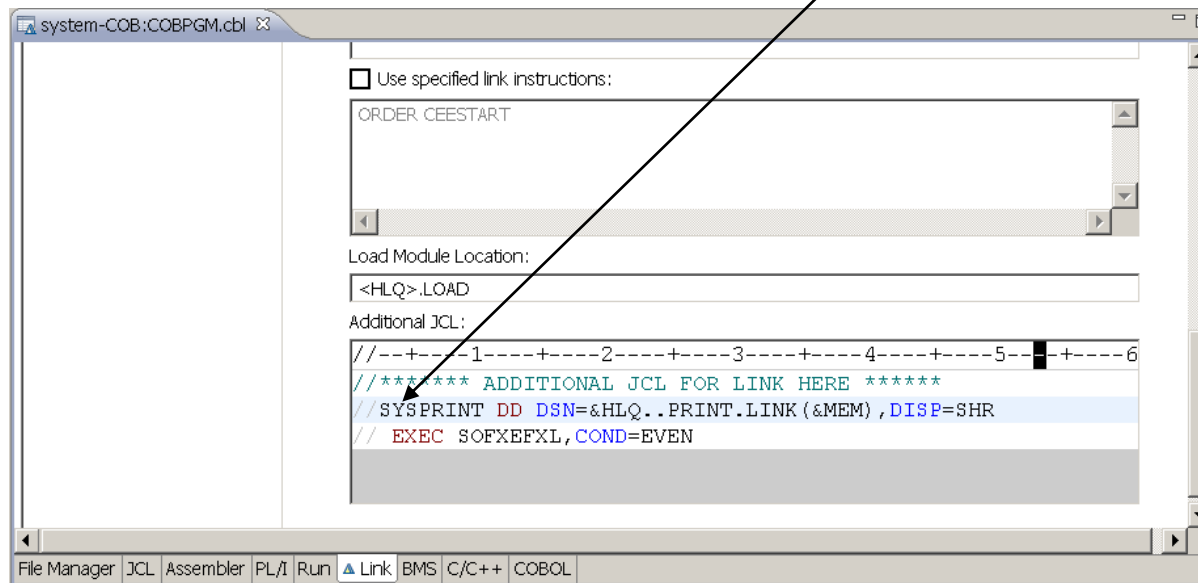 system-COB:COBPGM.cbl
Use specified link instructions:
ORDER CEESTART
Load Module Location:
<HLQ>.LOAD
Additional JCL:
//--+----1----+----2----+----3----+----4----+----5----+----6
//******* ADDITIONAL JCL FOR LINK HERE ******
//SYSPRINT DD DSN=&HLQ..PRINT.LINK(&MEM),DISP=SHR
// EXEC SOFXEFXL,COND=EVEN
File Manager JCL Assembler PL/I Run Link BMS C/C++ COBOL